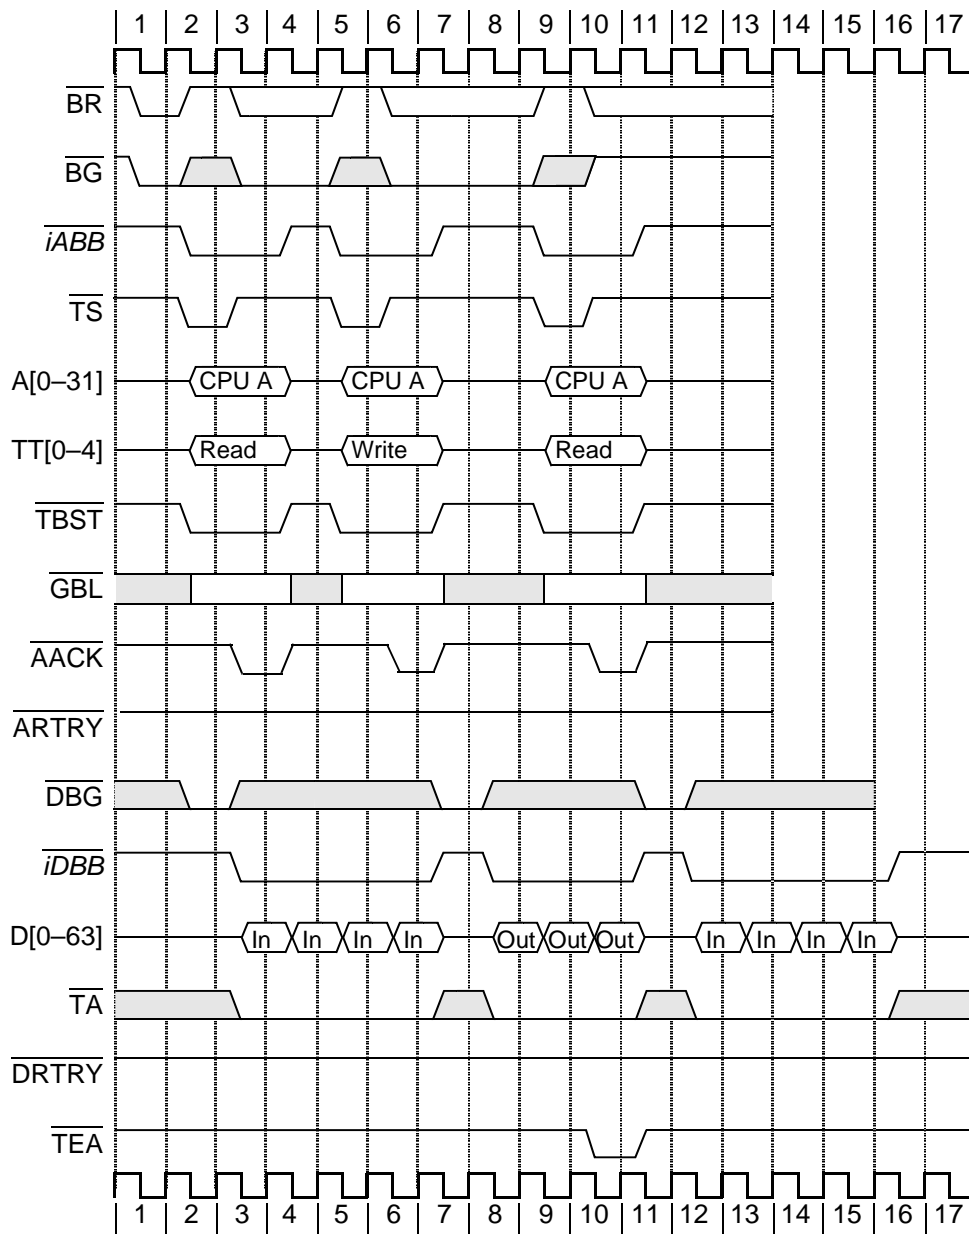 1 2 3 4 5 6 7 8 9 10 11 12 13 14 15 16 17
BR
BG
iABB
TS
A[0–31] CPU A CPU A CPU A
TT[0–4] Read Write Read
TBST
GBL
AACK
ARTRY
DBG
iDBB
D[0–63] In In In In Out Out Out In In In In
TA
DRTRY
TEA
1 2 3 4 5 6 7 8 9 10 11 12 13 14 15 16 17